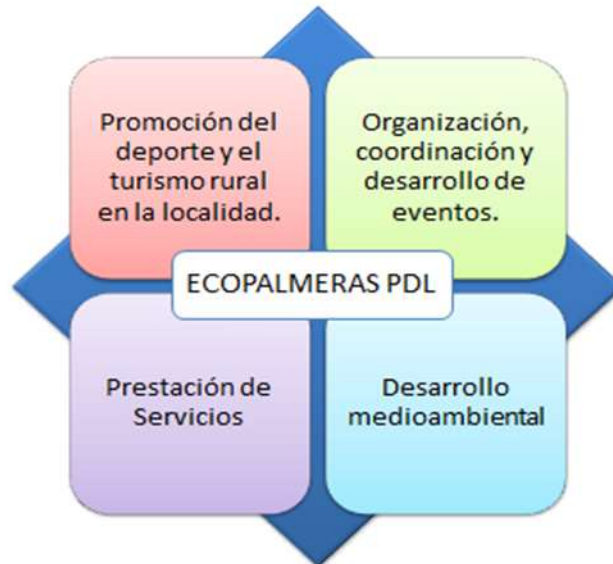 Promoción del
deporte y el
turismo rural
en la localidad.
Organización,
coordinación y
desarrollo de
eventos.
ECOPALMERAS PDL
Prestación de
Servicios
Desarrollo
medioambiental